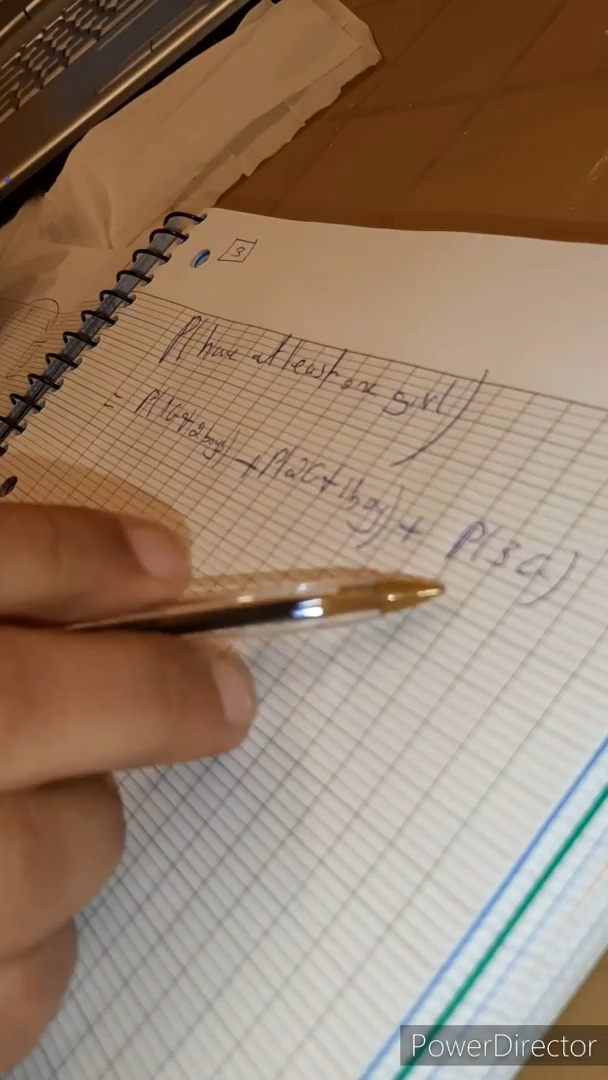 3
P(have at least one girl)
= P(1G+2boys) + P(2G+1boy) + P(3G)
PowerDirector